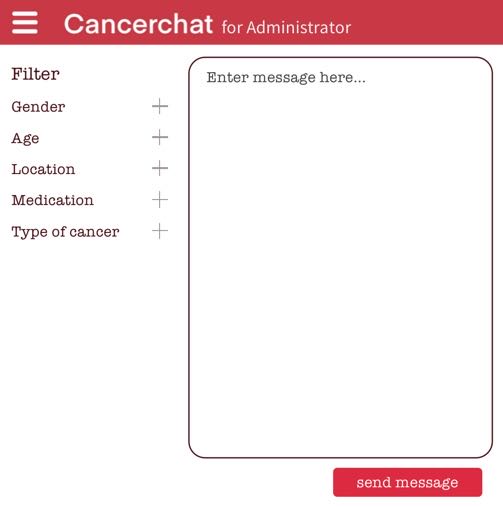 Cancerchat for Administrator
Filter
Gender
Age
Location
Medication
Type of cancer
Enter message here...
send message